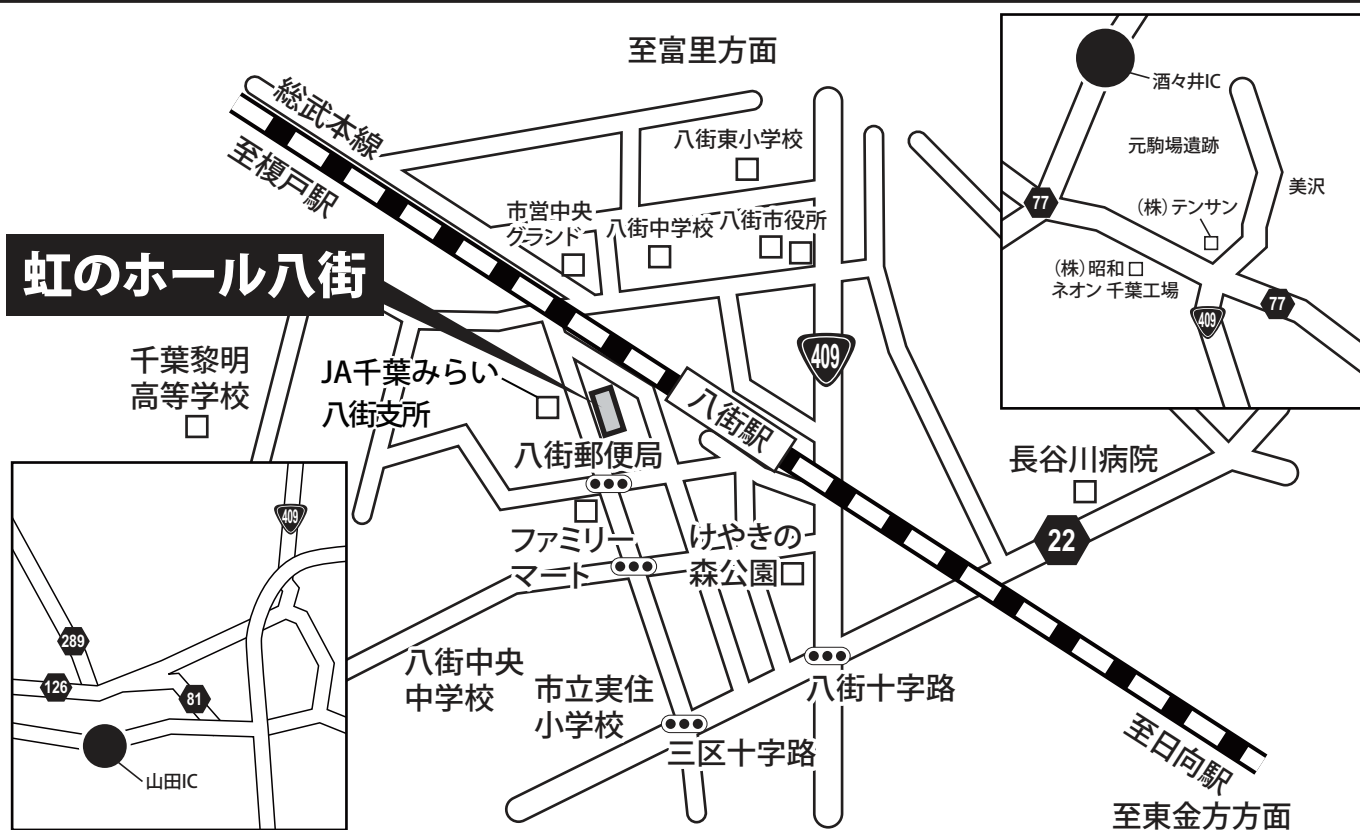 至富里方面
総武本線
至榎戸駅
八街東小学校
市営中央
グランド
八街中学校
八街市役所
虹のホール八街
千葉黎明
高等学校
JA千葉みらい
八街支所
409
八街駅
八街郵便局
長谷川病院
22
ファミリー
マート
けやきの
森公園
八街中央
中学校
市立実住
小学校
八街十字路
三区十字路
至日向駅
至東金方方面
酒々井IC
元駒場遺跡
美沢
77
(株)テンサン
(株)昭和
ネオン 千葉工場
77
409
409
289
126
81
山田IC